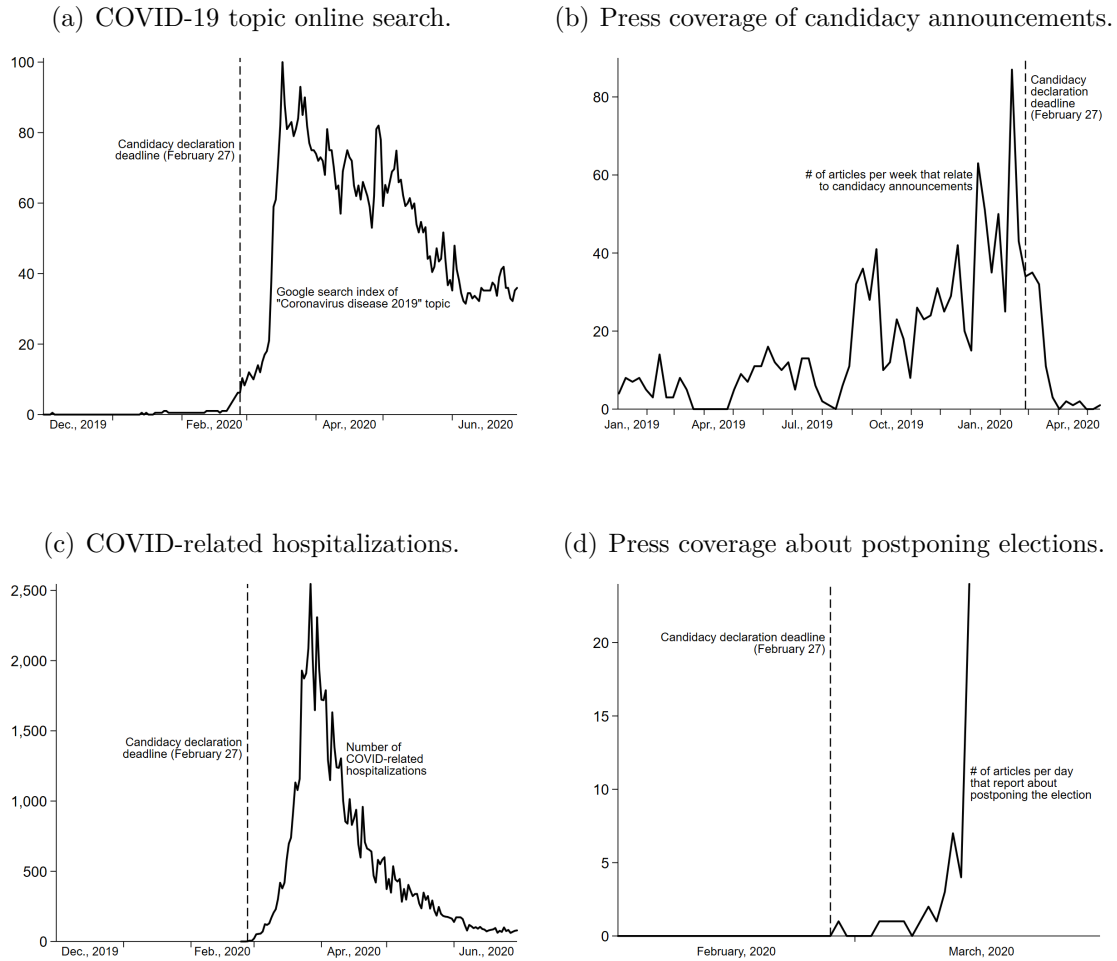 (a) COVID-19 topic online search.
100
80
60
40
20
0
Candidacy declaration
deadline (February 27)
Google search index of
"Coronavirus disease 2019" topic
Dec., 2019
Feb., 2020
Apr., 2020
Jun., 2020
(b) Press coverage of candidacy announcements.
80
60
40
20
0
Candidacy
declaration
deadline
(February 27)
# of articles per week that relate
to candidacy announcements
Jan., 2019
Apr., 2019
Jul., 2019
Oct., 2019
Jan., 2020
Apr., 2020
(c) COVID-related hospitalizations.
2,500
2,000
1,500
1,000
500
0
Candidacy declaration
deadline (February 27)
Number of
COVID-related
hospitalizations
Dec., 2019
Feb., 2020
Apr., 2020
Jun., 2020
(d) Press coverage about postponing elections.
20
15
10
5
0
Candidacy declaration deadline
(February 27)
# of articles per day
that report about
postponing the election
February, 2020
March, 2020